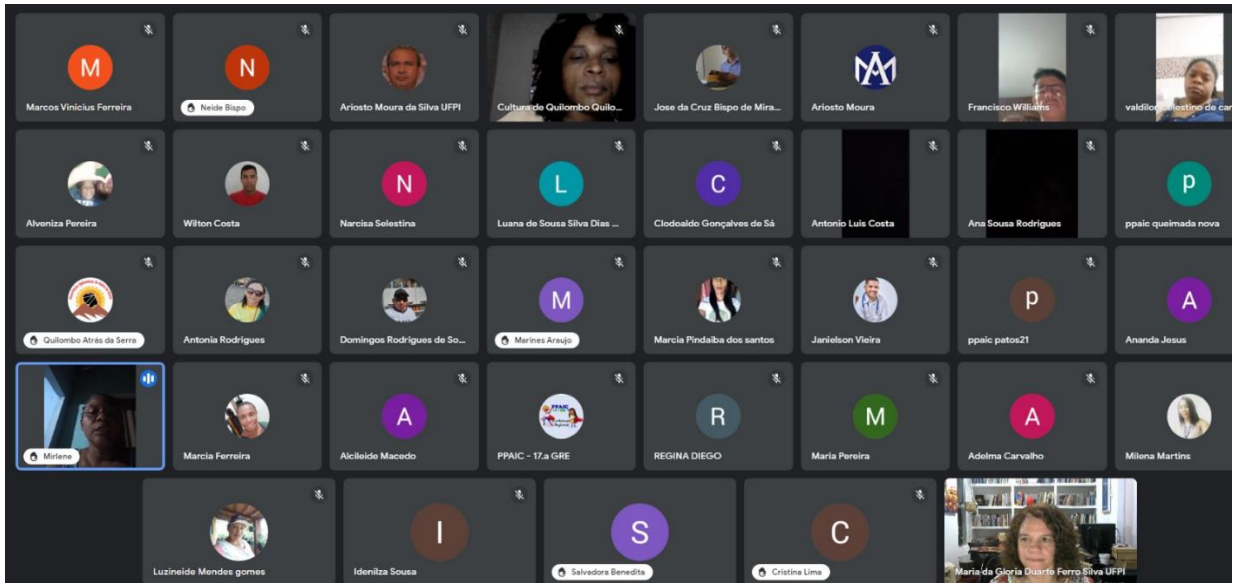 M
Marcos Vinicius Ferreira
N
Neide Bispo
Ariosto Moura da Silva UFPI
Cultura de Quilombo Quilo...
Jose da Cruz Bispo de Mira...
Ariosto Moura
Francisco Williams
valdilon celestino de car
Alveniza Pereira
Wilton Costa
N
Narcisa Selestina
L
Luana de Sousa Silva Dias ...
C
Clodoaldo Gonçalves de Sá
Antonio Luis Costa
Ana Sousa Rodrigues
p
ppaic queimada nova
Quilombo Atrás da Serra
Antonia Rodrigues
Domingos Rodrigues de So...
M
Marines Araujo
Marcia Pindaiba dos santos
Janielson Vieira
p
ppaic patos21
A
Ananda Jesus
Mirlene
Marcia Ferreira
A
Alcileide Macedo
PPAIC
PPAIC - 17.a GRE
R
REGINA DIEGO
M
Maria Pereira
A
Adelma Carvalho
Milena Martins
Luzineide Mendes gomes
I
Idenilza Sousa
S
Salvadora Benedita
C
Cristina Lima
Maria da Gloria Duarte Ferro Silva UFPI